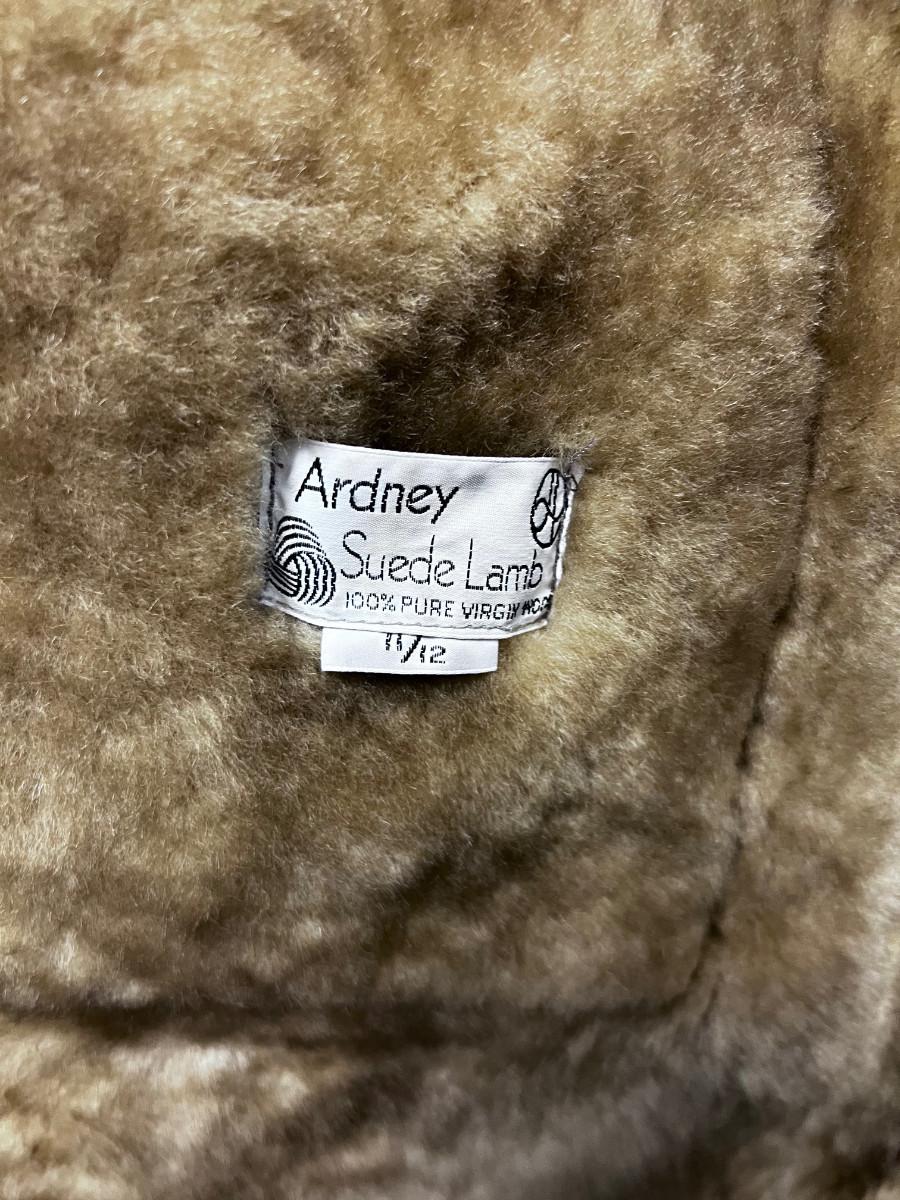 Ardney
Suede Lamb
100% PURE VIRGIN WOOL
11/12